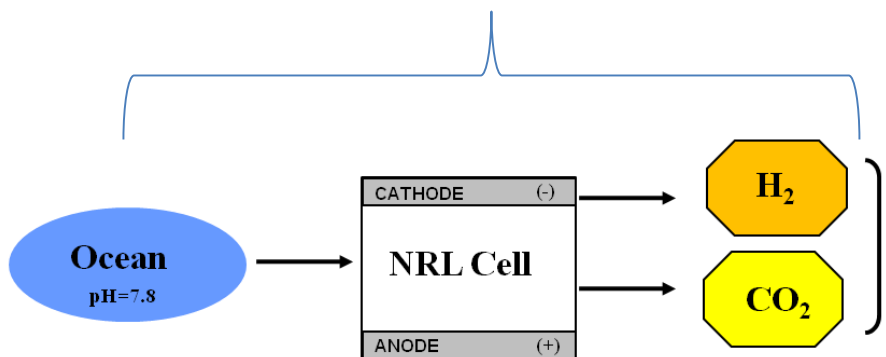 CATHODE (-)
H₂
Ocean
pH=7.8
NRL Cell
CO₂
ANODE (+)